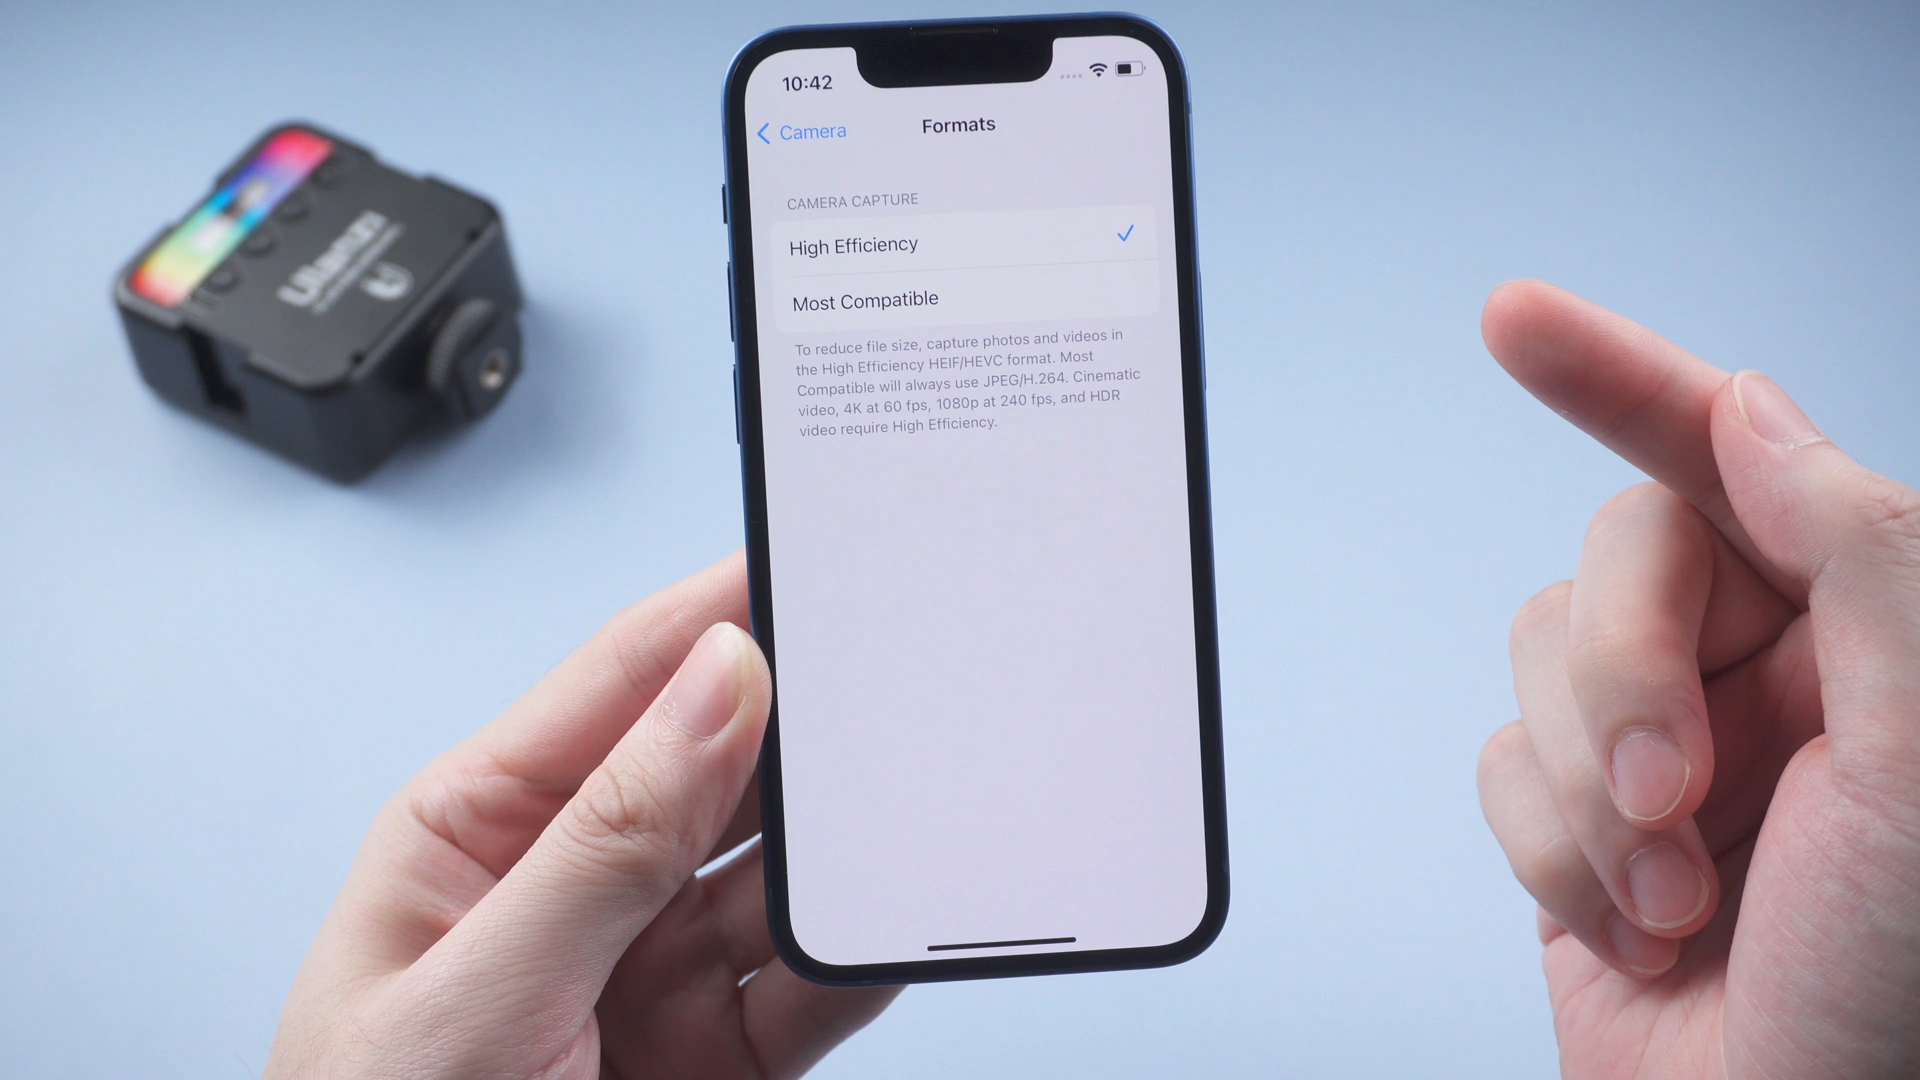 10:42
Camera
Formats
CAMERA CAPTURE
High Efficiency
Most Compatible
To reduce file size, capture photos and videos in
the High Efficiency HEIF/HEVC format. Most
Compatible will always use JPEG/H.264. Cinematic
video, 4K at 60 fps, 1080p at 240 fps, and HDR
video require High Efficiency.
Ulanzi